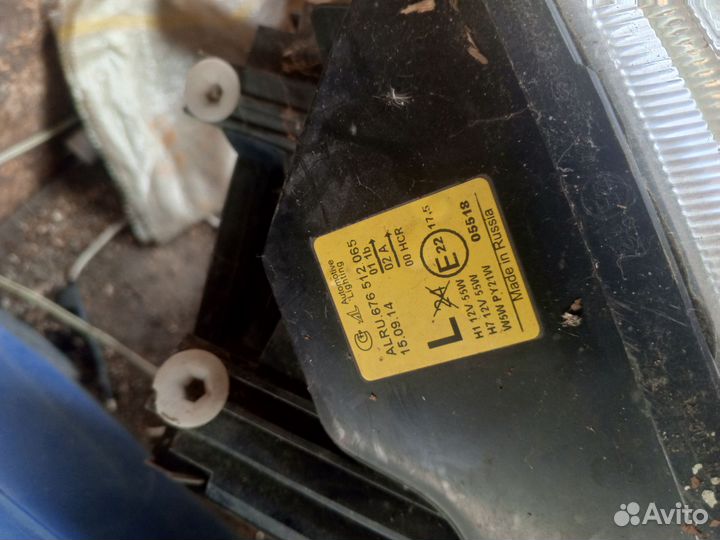 Automotive
Lighting
ALRU.676 512 065
15.09.14
01 1b
02 A
00 HCR
L E22 17,5
05518
H1 12V 55W
H7 12V 55W
W5W PY21W
Made in Russia
Avito